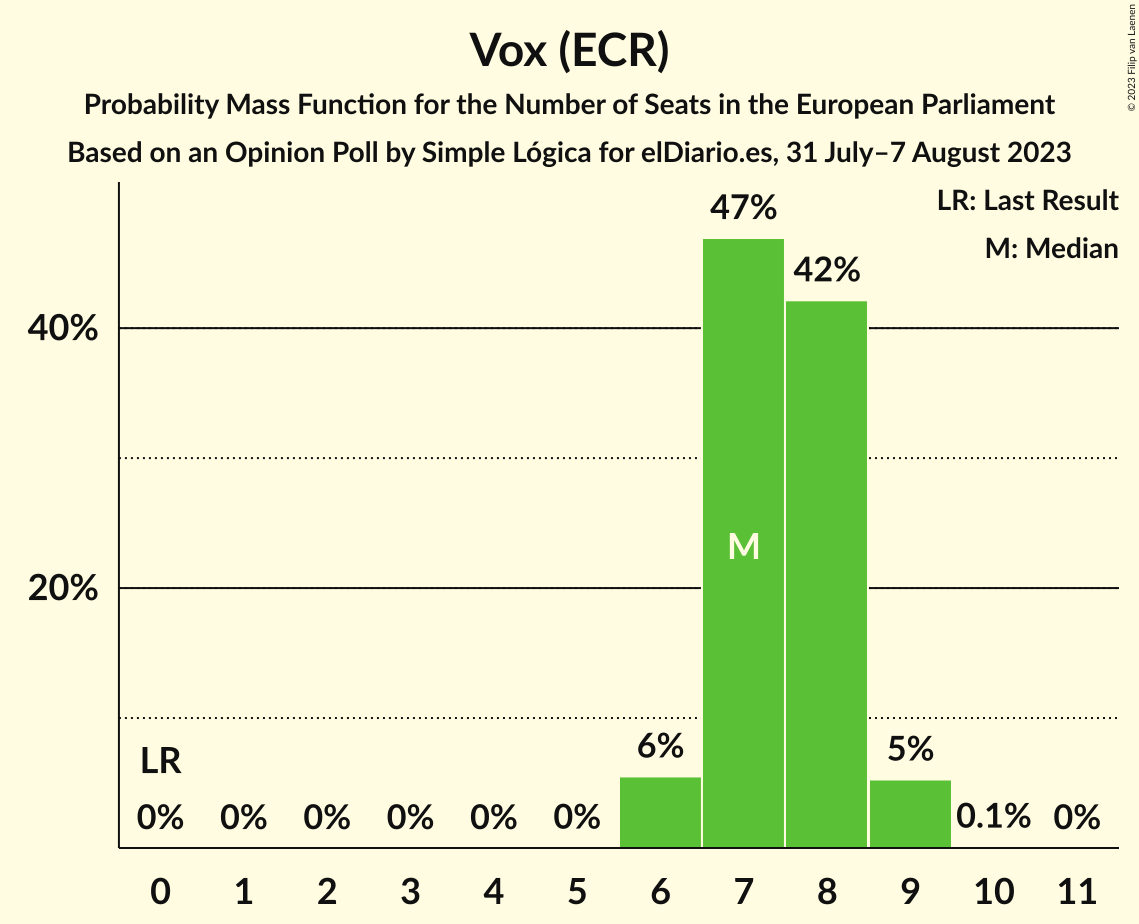 Vox (ECR)
Probability Mass Function for the Number of Seats in the European Parliament
Based on an Opinion Poll by Simple Lógica for elDiario.es, 31 July–7 August 2023
© 2023 Filip van Laenen
LR: Last Result
M: Median
47%
42%
40%
M
20%
6%
5%
LR
0% 0% 0% 0% 0% 0% 0.1% 0%
0 1 2 3 4 5 6 7 8 9 10 11